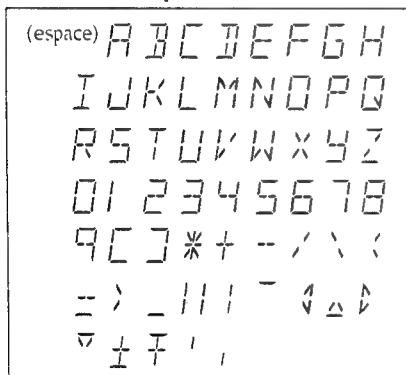 (espace) A B C D E F G H
I J K L M N O P Q
R S T U V W X Y Z
0 1 2 3 4 5 6 7 8
9 [ ] * + - / \ <
= > _
±